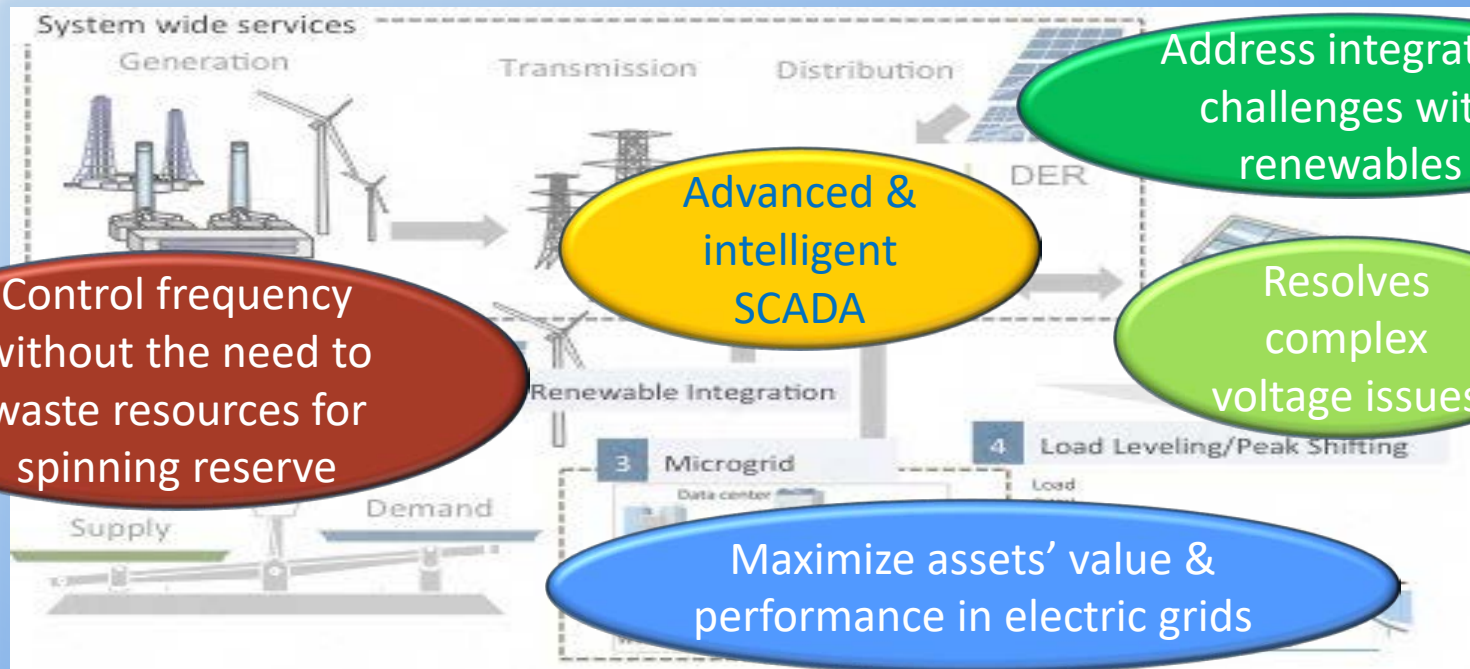 System wide services
Generation
Transmission
Distribution
DER
Address integrat
challenges wit
renewables
Advanced &
intelligent
SCADA
Resolves
complex
voltage issues
Control frequency
without the need to
waste resources for
spinning reserve
Renewable Integration
3 Microgrid
Data center
4 Load Leveling/Peak Shifting
Load
Supply
Demand
Maximize assets’ value &
performance in electric grids